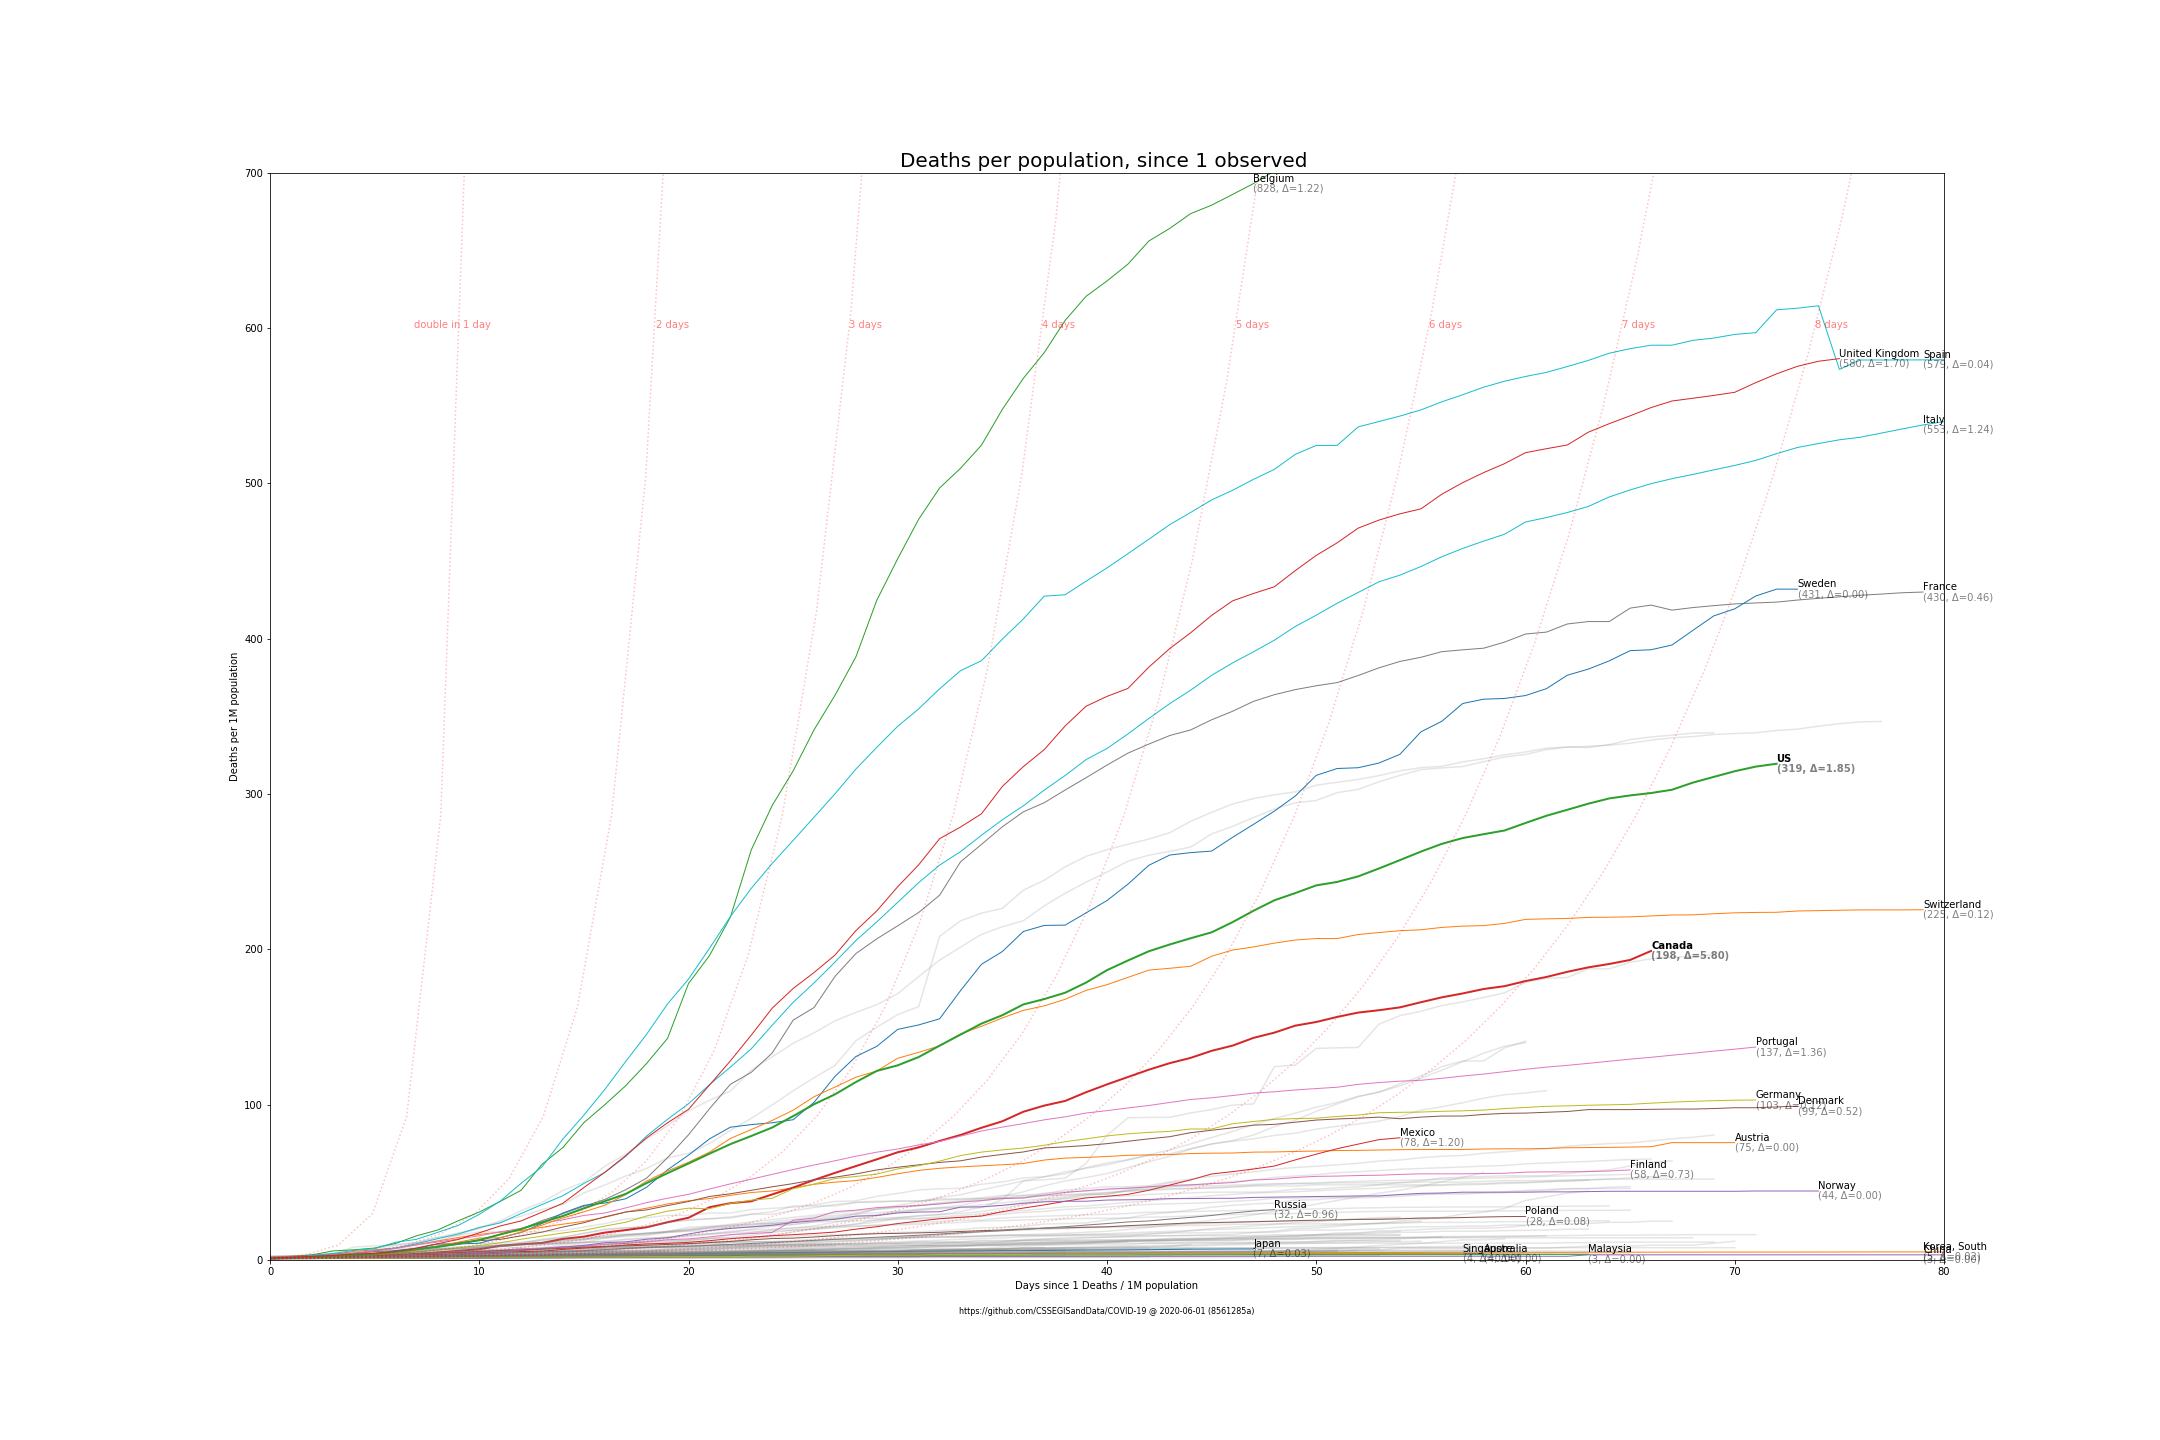 Deaths per population, since 1 observed
700
600
500
400
300
200
100
0
Deaths per 1M population
double in 1 day
2 days
3 days
4 days
5 days
6 days
7 days
8 days
Belgium
(828, Δ=1.22)
United Kingdom
(580, Δ=1.70)
Spain
(579, Δ=0.04)
Italy
(553, Δ=1.24)
Sweden
(431, Δ=0.00)
France
(430, Δ=0.46)
US
(319, Δ=1.85)
Switzerland
(225, Δ=0.12)
Canada
(198, Δ=5.80)
Portugal
(137, Δ=1.36)
Germany
(103,
Denmark
(99, Δ=0.52)
Mexico
(78, Δ=1.20)
Austria
(75, Δ=0.00)
Finland
(58, Δ=0.73)
Norway
(44, Δ=0.00)
Russia
(32, Δ=0.96)
Poland
(28, Δ=0.08)
Japan
(7, Δ=0.03)
Singapore
Australia
Malaysia
(3, Δ=0.00)
Korea, South
China
0 10 20 30 40 50 60 70 80
Days since 1 Deaths / 1M population
https://github.com/CSSEGISandData/COVID-19 @ 2020-06-01 (8561285a)